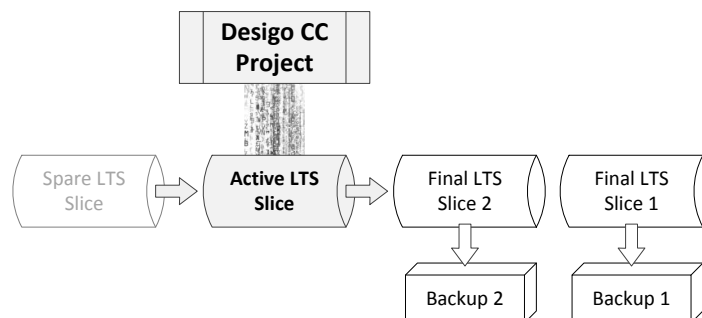 Desigo CC
Project
Spare LTS
Slice
Active LTS
Slice
Final LTS
Slice 2
Final LTS
Slice 1
Backup 2
Backup 1